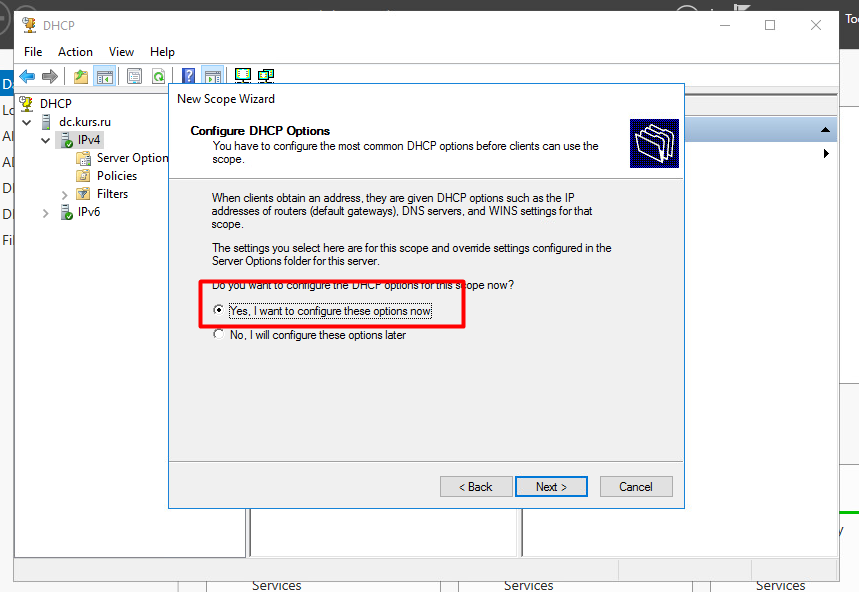 DHCP
To
File Action View Help
DHCP
dc.kurs.ru
IPv4
Server Option
Policies
Filters
IPv6
New Scope Wizard
Configure DHCP Options
You have to configure the most common DHCP options before clients can use the
scope.
When clients obtain an address, they are given DHCP options such as the IP
addresses of routers (default gateways), DNS servers, and WINS settings for that
scope.
The settings you select here are for this scope and override settings configured in the
Server Options folder for this server.
Do you want to configure the DHCP options for this scope now?
Yes, I want to configure these options now
No, I will configure these options later
< Back Next > Cancel
Services Services Services